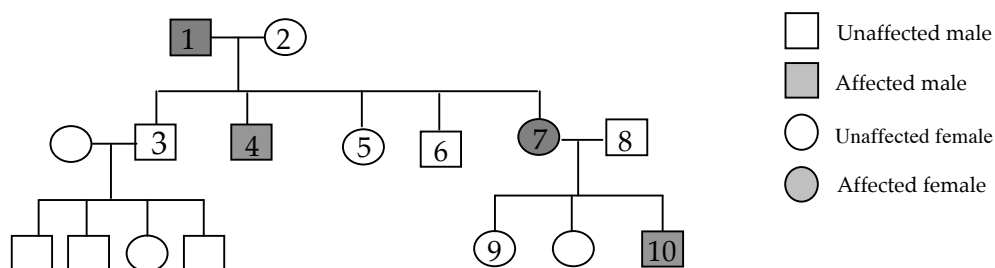 1 2
3 4 5 6 7 8
9 10
Unaffected male
Affected male
Unaffected female
Affected female